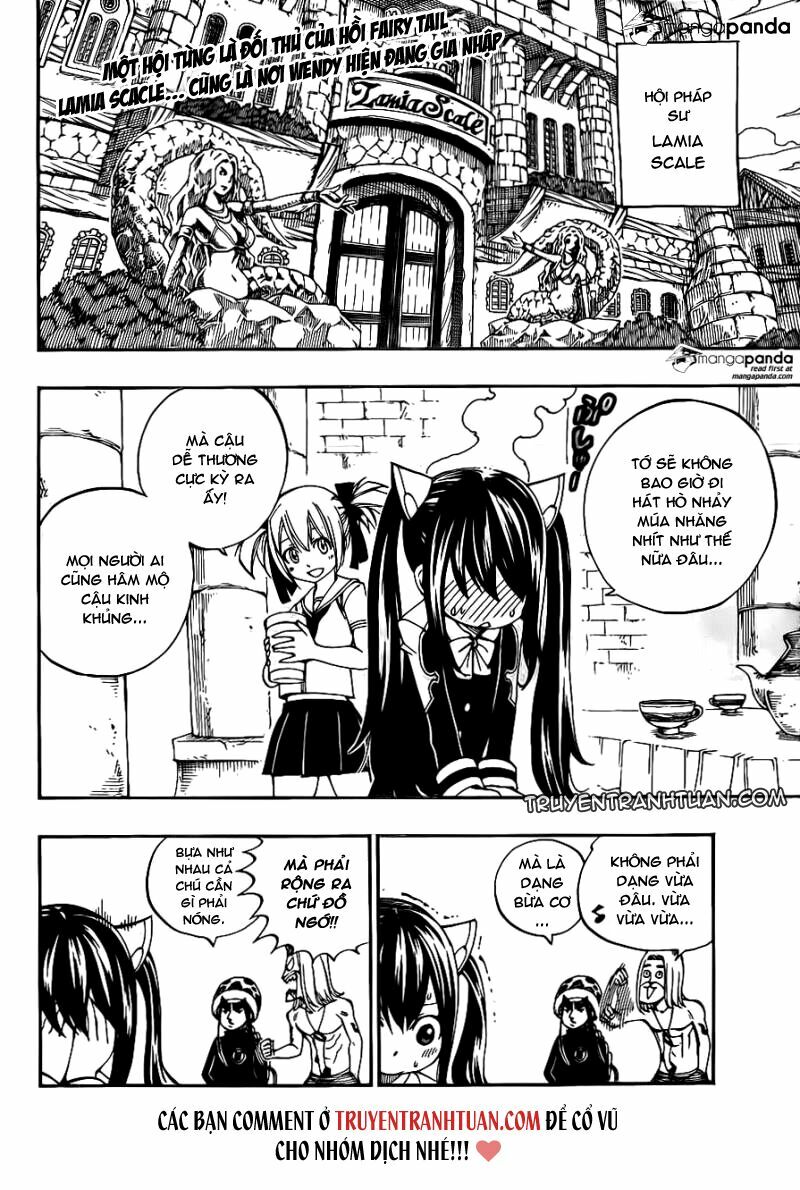 mangapanda
MỘT HỘI TỪNG LÀ ĐỐI THỦ CỦA HỒI FAIRY TAIL
LAMIA SCACLE... CŨNG LÀ NƠI WENDY HIỆN ĐANG GIA NHẬP
Lamia Scale
HỘI PHÁP
SƯ
LAMIA
SCALE
mangapanda
read first at
mangapanda.com
TỚ SẼ KHÔNG
BAO GIỜ ĐI
HÁT HÒ NHẢY
MÚA NHĂNG
NHÍT NHƯ THẾ
NỮA ĐÂU...
MÀ CẬU
DỄ THƯƠNG
CỰC KỲ RA
ẤY!
MỌI NGƯỜI AI
CŨNG HÂM MỘ
CẬU KINH
KHỦNG...
TRUYENTRANHTUAN.COM
KHÔNG PHẢI
DẠNG VỪA
ĐÂU. VỪA
VỪA VỪA...
MÀ LÀ
DẠNG
BỪA CƠ
...
MÀ PHẢI
RỘNG RA
CHỨ ĐỒ
NGỐ!!
BỰA NHƯ
NHAU CẢ
CHÚ CẦN
GÌ PHẢI
NÓNG.
CÁC BẠN COMMENT Ở TRUYENTRANHTUAN.COM ĐỂ CỔ VŨ
CHO NHÓM DỊCH NHÉ!!!